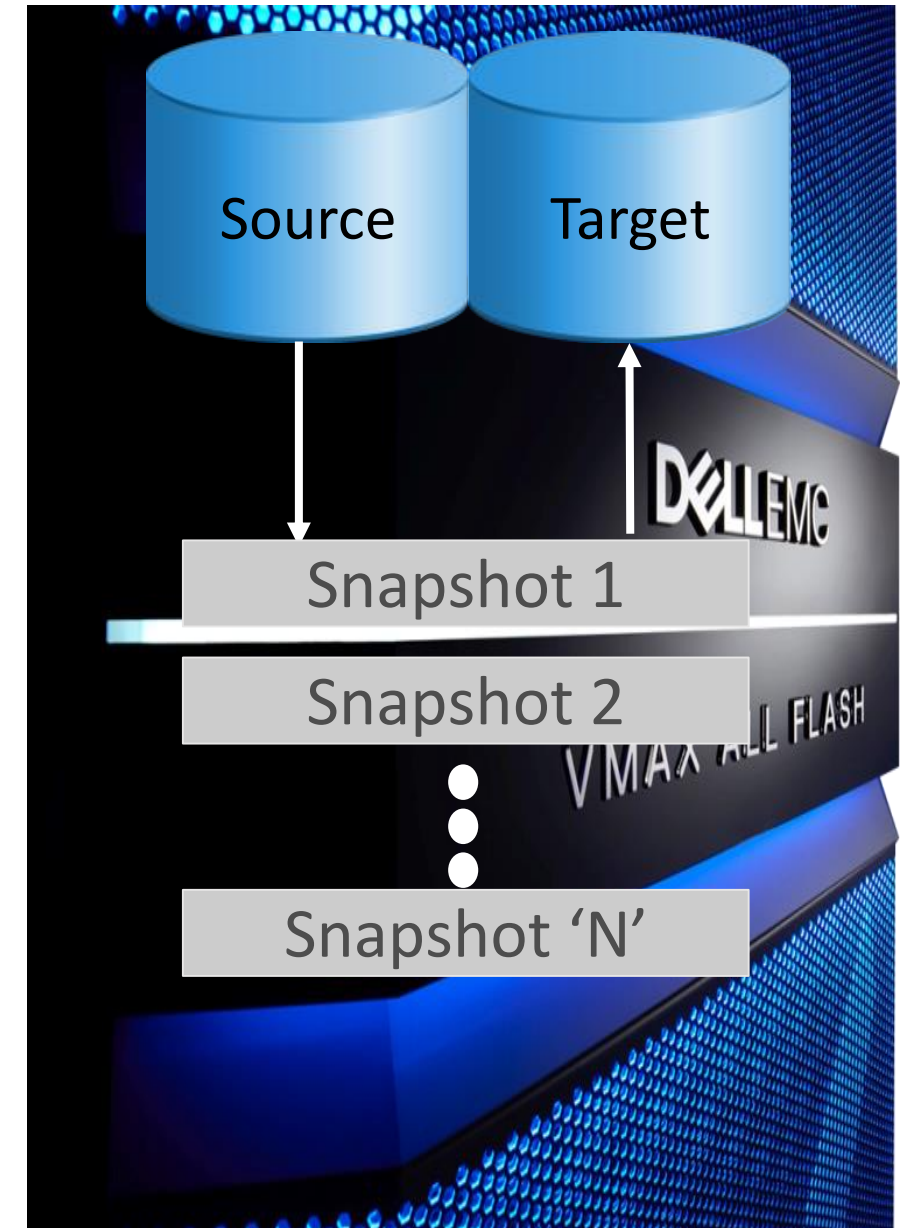 Source
Target
DELLEMC
Snapshot 1
Snapshot 2
VMAX ALL FLASH
Snapshot ‘N’